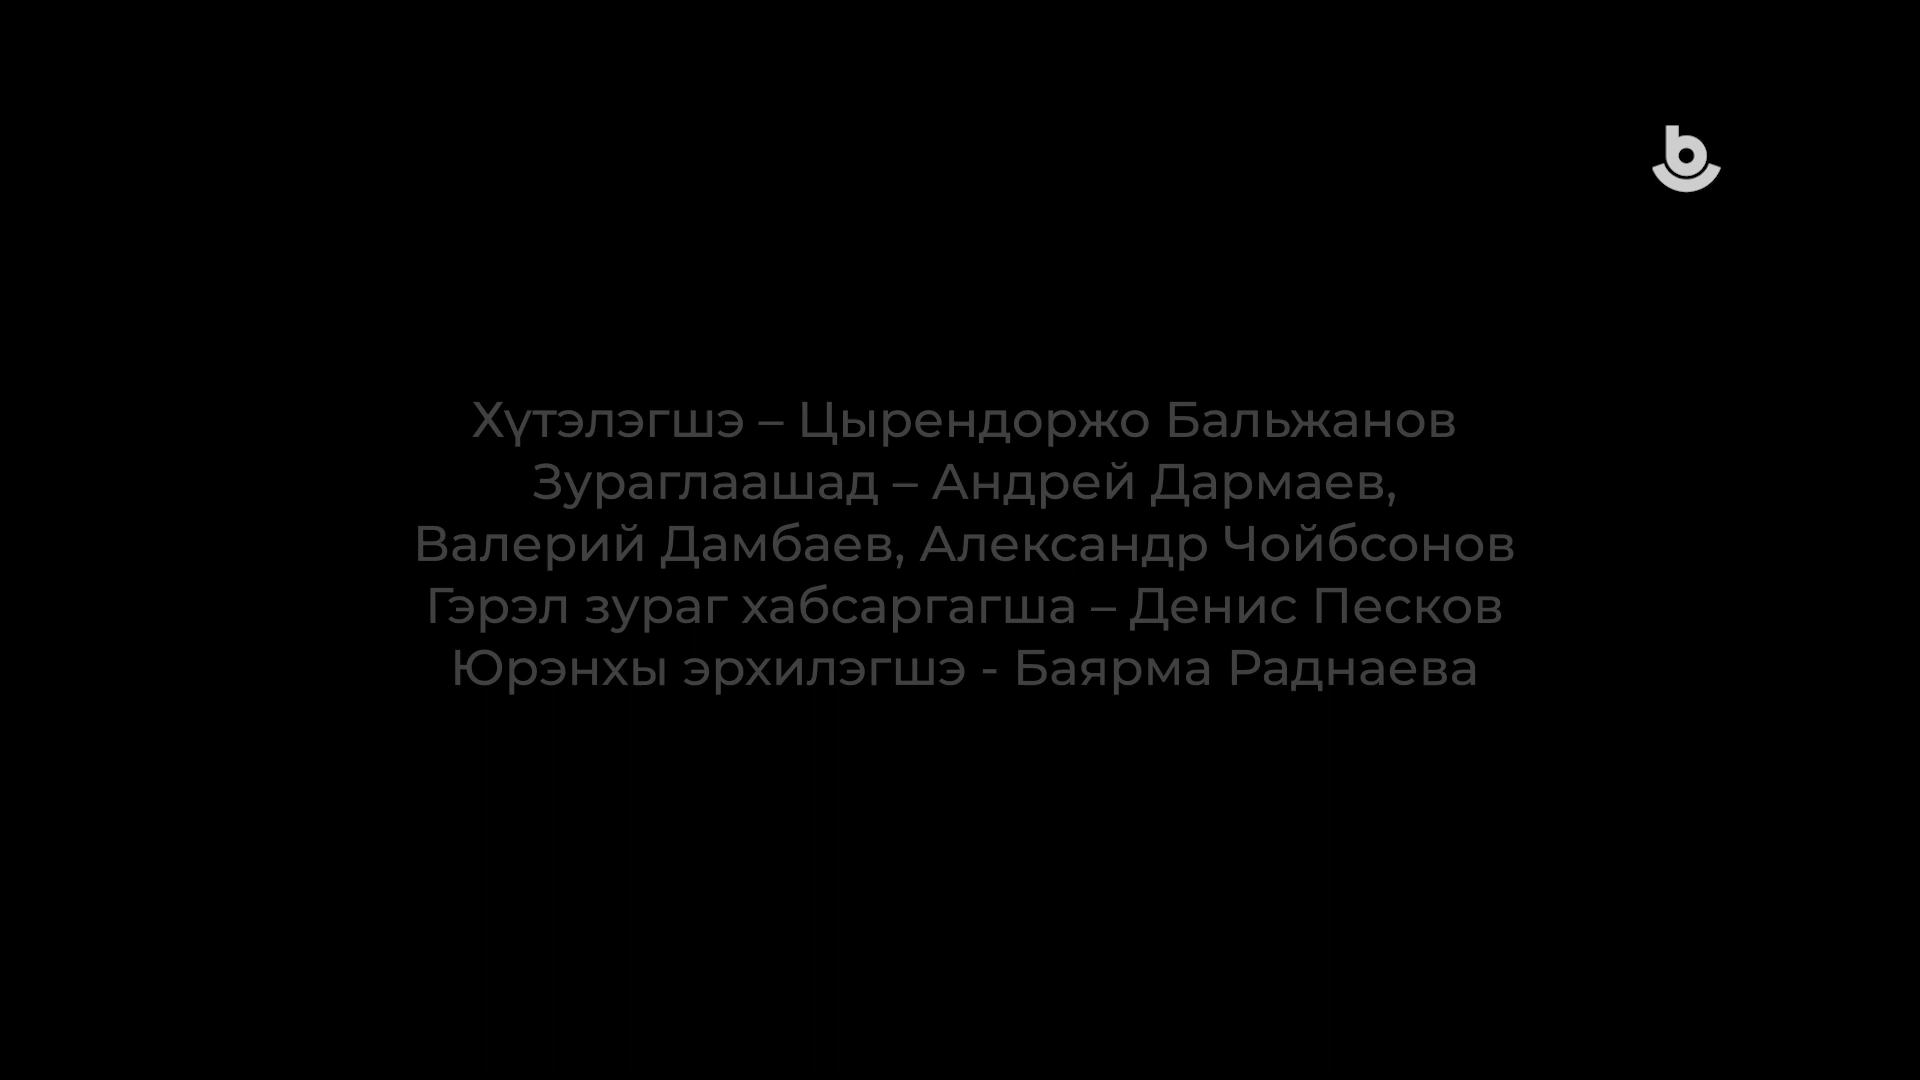 Хүтэлэгшэ – Цырендоржо Бальжанов
Зураглаашад – Андрей Дармаев,
Валерий Дамбаев, Александр Чойбсонов
Гэрэл зураг хабсаргагша – Денис Песков
Юрэнхы эрхилэгшэ - Баярма Раднаева